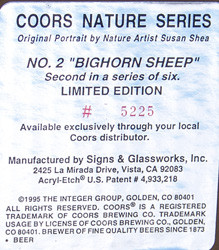 COORS NATURE SERIES
Original Portrait by Nature Artist Susan Shea
NO. 2 "BIGHORN SHEEP"
Second in a series of six.
LIMITED EDITION
# 5225
Available exclusively through your local
Coors distributor.
Manufactured by Signs & Glassworks, Inc.
2425 La Mirada Drive, Vista, CA 92083
Acryl-Etch® U.S. Patent # 4,933,218
©1995 THE INTEGER GROUP, GOLDEN, CO 80401
ALL RIGHTS RESERVED. COORS® IS A REGISTERED
TRADEMARK OF COORS BREWING CO. TRADEMARK
USAGE BY LICENSE OF COORS BREWING CO., GOLDEN,
CO 80401. BREWER OF FINE QUALITY BEERS SINCE 1873
• BEER